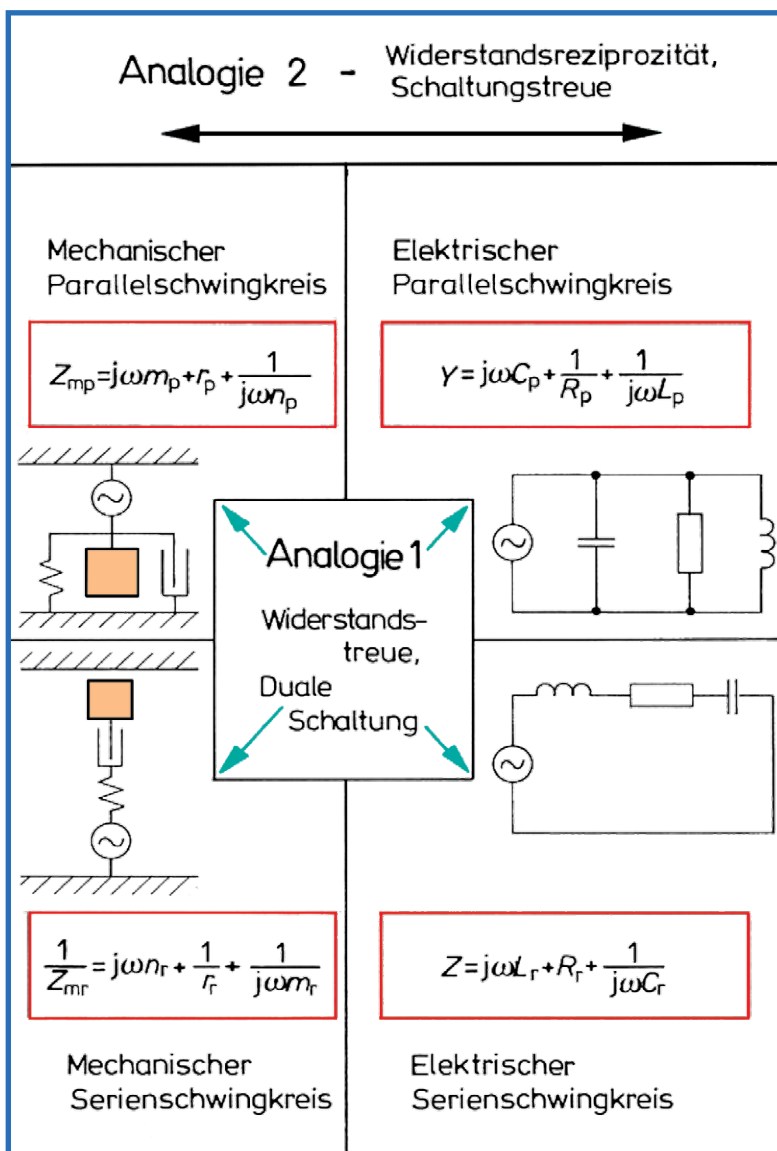 Analogie 2 - Widerstandsreziprozität,
Schaltungstreue
Mechanischer
Parallelschwingkreis
Z_mp=jωm_p+r_p+1/(jωn_p)
Elektrischer
Parallelschwingkreis
Y=jωC_p+1/R_p+1/(jωL_p)
Analogie 1
Widerstands-
treue,
Duale
Schaltung
1/Z_mr=jωn_r+1/r_r+1/(jωm_r)
Mechanischer
Serienschwingkreis
Z=jωL_r+R_r+1/(jωC_r)
Elektrischer
Serienschwingkreis